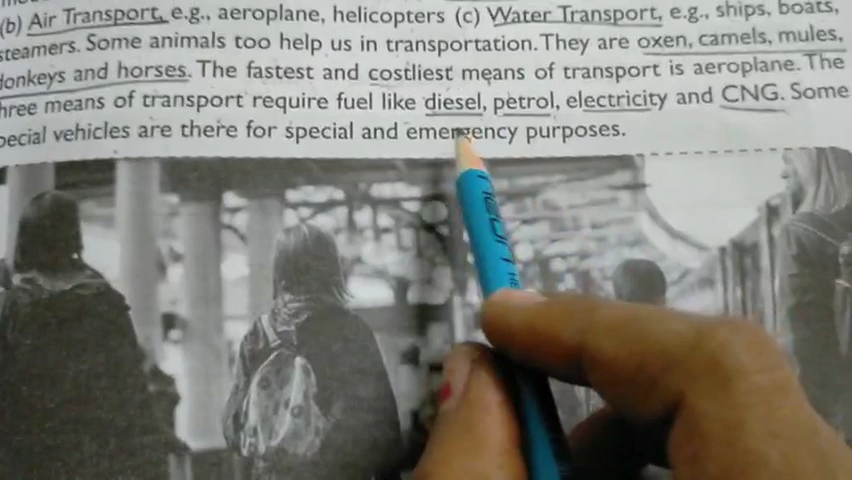 (b) Air Transport, e.g., aeroplane, helicopters (c) Water Transport, e.g., ships, boats,
steamers. Some animals too help us in transportation. They are oxen, camels, mules,
donkeys and horses. The fastest and costliest means of transport is aeroplane. The
three means of transport require fuel like diesel, petrol, electricity and CNG. Some
special vehicles are there for special and emergency purposes.